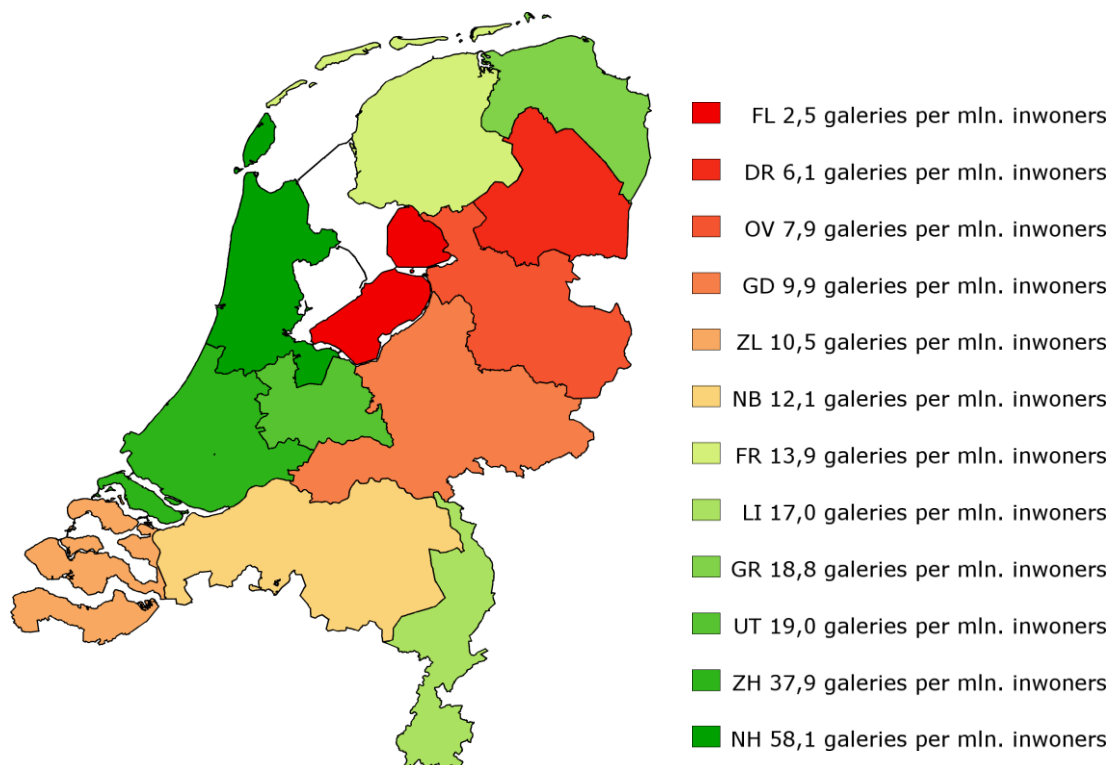 FL 2,5 galeries per mln. inwoners
DR 6,1 galeries per mln. inwoners
OV 7,9 galeries per mln. inwoners
GD 9,9 galeries per mln. inwoners
ZL 10,5 galeries per mln. inwoners
NB 12,1 galeries per mln. inwoners
FR 13,9 galeries per mln. inwoners
LI 17,0 galeries per mln. inwoners
GR 18,8 galeries per mln. inwoners
UT 19,0 galeries per mln. inwoners
ZH 37,9 galeries per mln. inwoners
NH 58,1 galeries per mln. inwoners